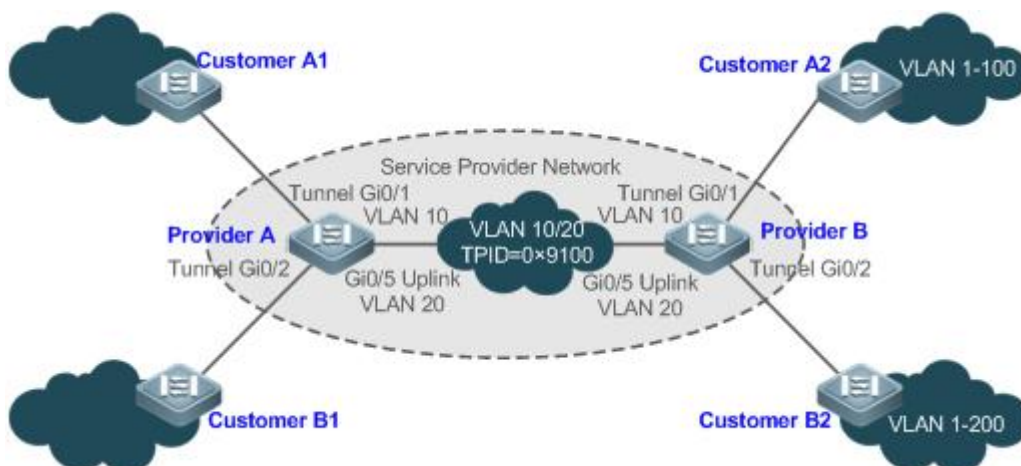 Customer A1
Customer A2
VLAN 1-100
Service Provider Network
Tunnel Gi0/1
VLAN 10
Tunnel Gi0/1
VLAN 10
Provider A
VLAN 10/20
TPID=0×9100
Provider B
Tunnel Gi0/2
Gi0/5 Uplink
VLAN 20
Gi0/5 Uplink
VLAN 20
Tunnel Gi0/2
Customer B1
Customer B2
VLAN 1-200